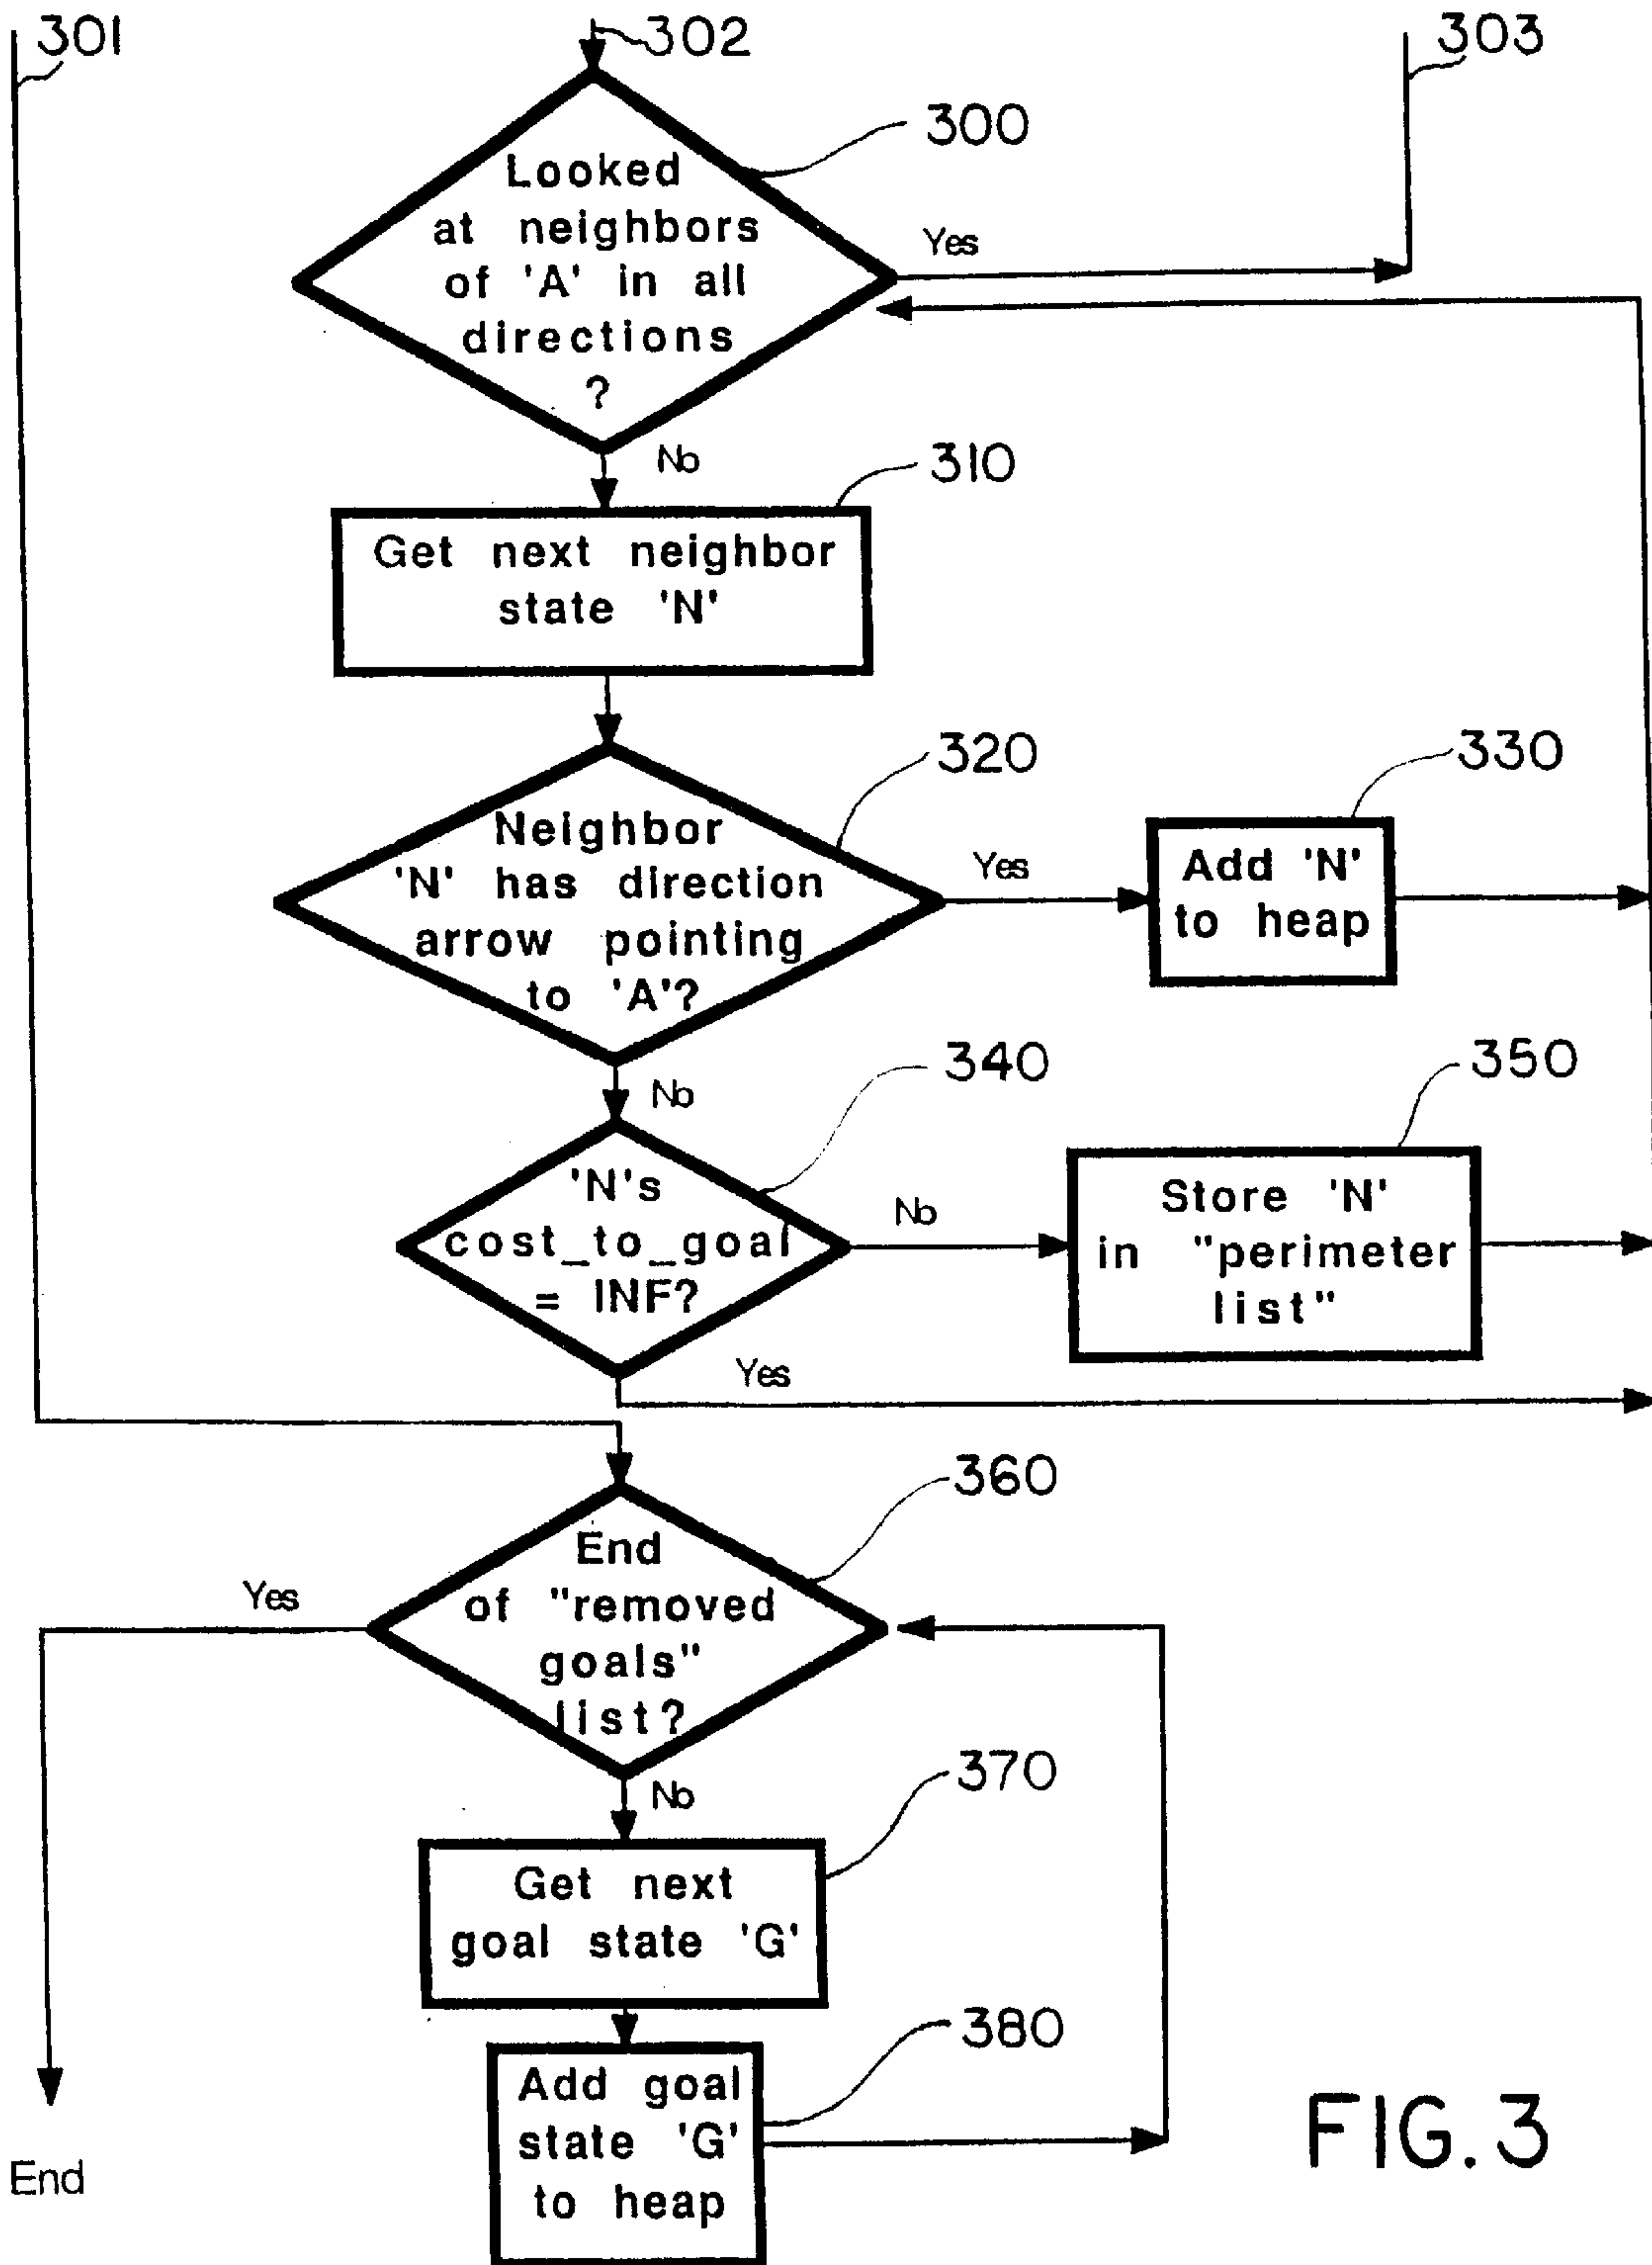 301
302
303
300
Looked
at neighbors
of 'A' in all
directions
?
Yes
No
310
Get next neighbor
state 'N'
320
Neighbor
'N' has direction
arrow pointing
to 'A'?
Yes
330
Add 'N'
to heap
No
340
'N's
cost_to_goal
= INF?
No
350
Store 'N'
in "perimeter
list"
Yes
360
End
of "removed
goals"
list?
Yes
No
370
Get next
goal state 'G'
380
Add goal
state 'G'
to heap
End
FIG. 3